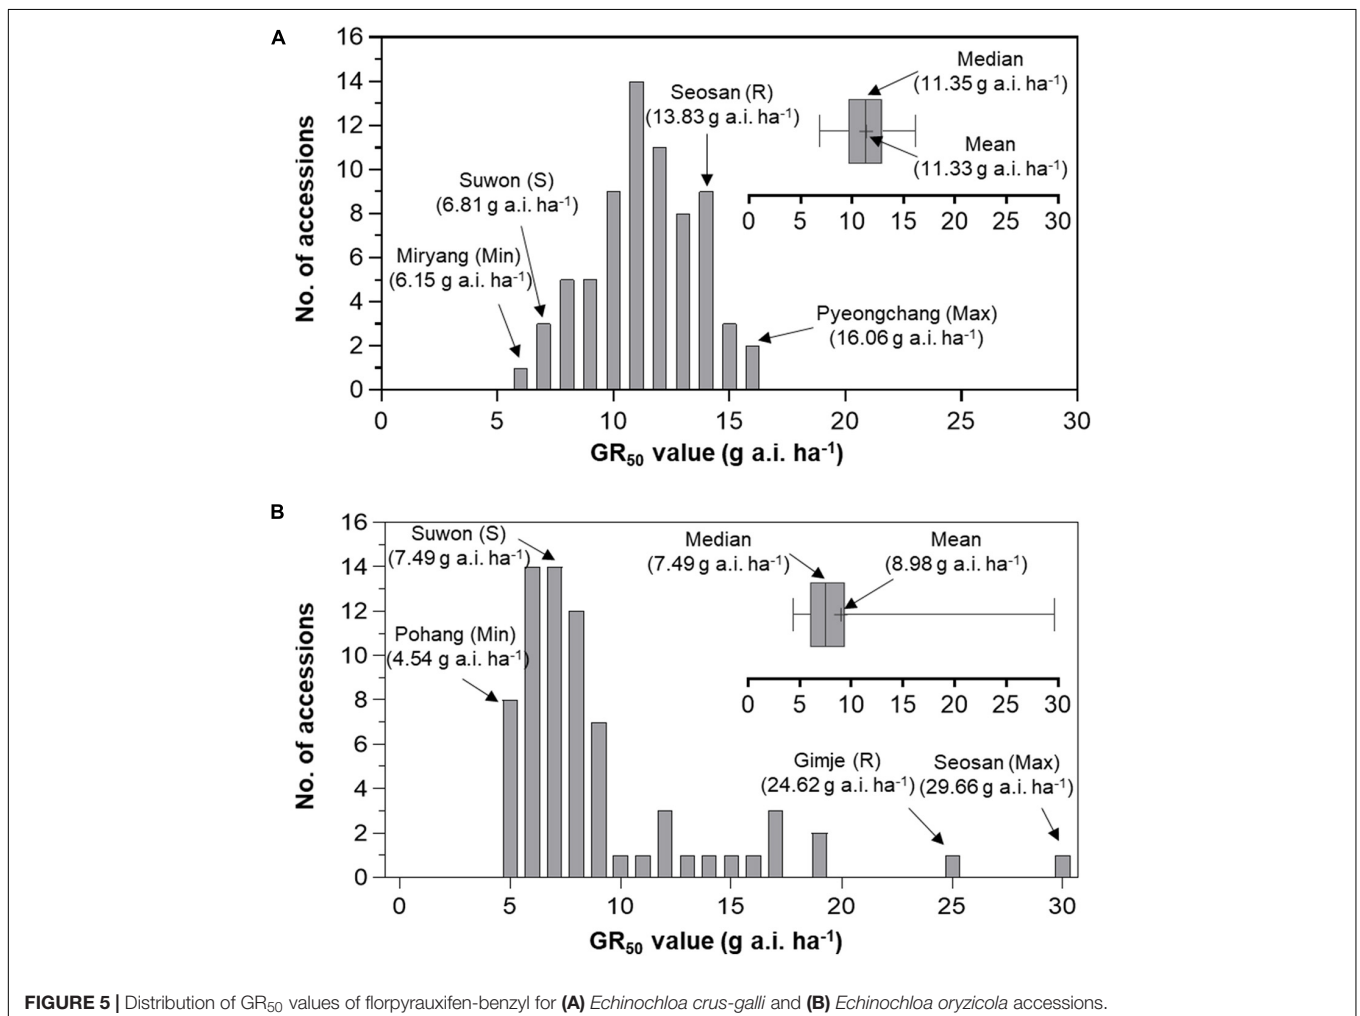 A
16
14
12
10
8
6
4
2
0
No. of accessions
Miryang (Min)
(6.15 g a.i. ha-1)
Suwon (S)
(6.81 g a.i. ha-1)
Seosan (R)
(13.83 g a.i. ha-1)
Pyeongchang (Max)
(16.06 g a.i. ha-1)
Median
(11.35 g a.i. ha-1)
Mean
(11.33 g a.i. ha-1)
0 5 10 15 20 25 30
0 5 10 15 20 25 30
GR50 value (g a.i. ha-1)
B
16
14
12
10
8
6
4
2
0
No. of accessions
Suwon (S)
(7.49 g a.i. ha-1)
Pohang (Min)
(4.54 g a.i. ha-1)
Median
(7.49 g a.i. ha-1)
Mean
(8.98 g a.i. ha-1)
0 5 10 15 20 25 30
Gimje (R)
(24.62 g a.i. ha-1)
Seosan (Max)
(29.66 g a.i. ha-1)
0 5 10 15 20 25 30
GR50 value (g a.i. ha-1)
FIGURE 5 | Distribution of GR50 values of florpyrauxifen-benzyl for (A) Echinochloa crus-galli and (B) Echinochloa oryzicola accessions.